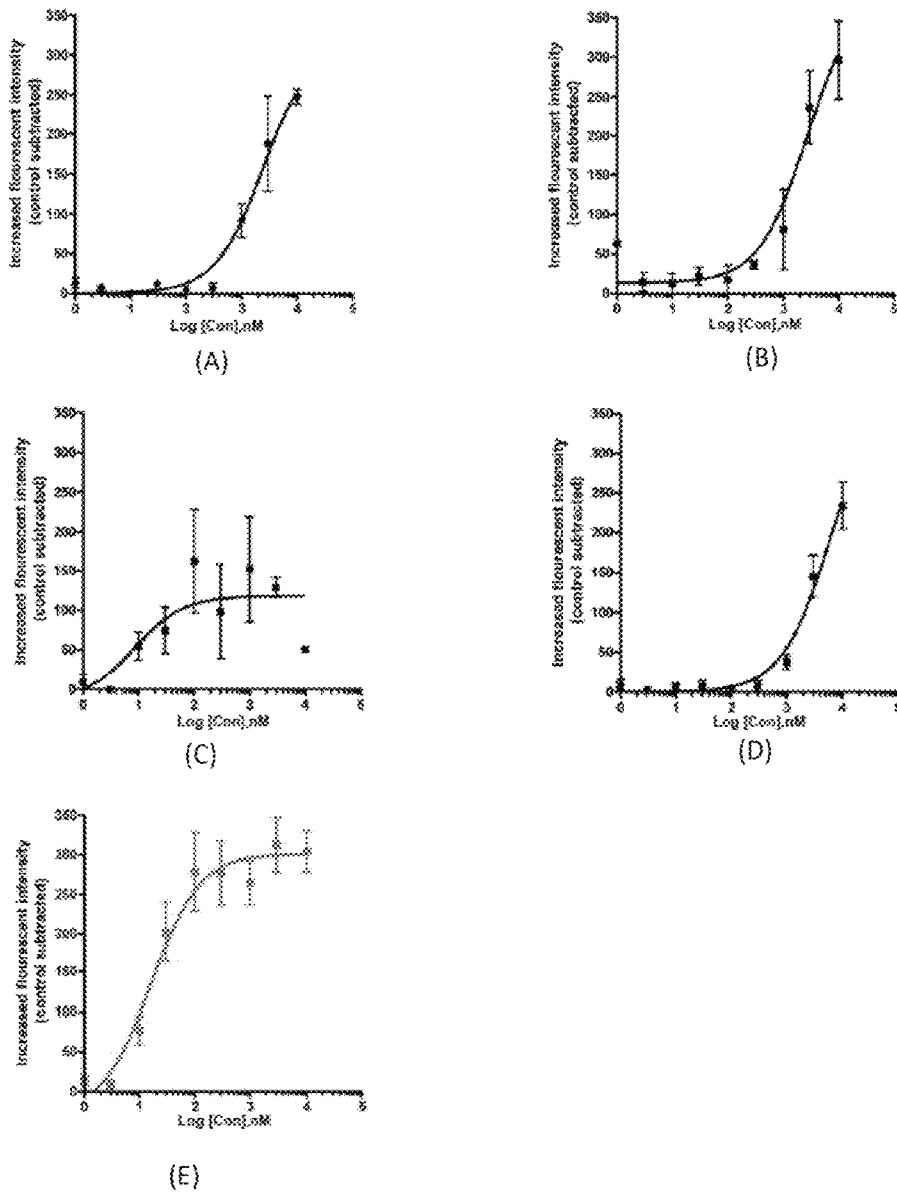 350
300
250
200
150
100
50
0
Increased flourescent intensity
(control subtracted)
0 1 2 3 4 5
Log [Con],nM
(A)
350
300
250
200
150
100
50
0
Increased flourescent intensity
(control subtracted)
0 1 2 3 4 5
Log [Con],nM
(B)
350
300
250
200
150
100
50
0
Increased flourescent intensity
(control subtracted)
0 1 2 3 4 5
Log [Con],nM
(C)
350
300
250
200
150
100
50
0
Increased flourescent intensity
(control subtracted)
0 1 2 3 4 5
Log [Con],nM
(D)
350
300
250
200
150
100
50
0
Increased flourescent intensity
(control subtracted)
0 1 2 3 4 5
Log [Con],nM
(E)